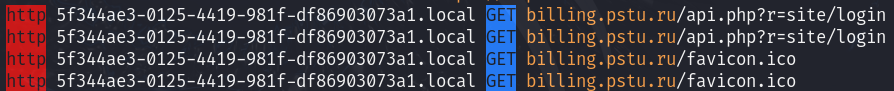 http 5f344ae3-0125-4419-981f-df86903073a1.local GET billing.pstu.ru/api.php?r=site/login
http 5f344ae3-0125-4419-981f-df86903073a1.local GET billing.pstu.ru/api.php?r=site/login
http 5f344ae3-0125-4419-981f-df86903073a1.local GET billing.pstu.ru/favicon.ico
http 5f344ae3-0125-4419-981f-df86903073a1.local GET billing.pstu.ru/favicon.ico